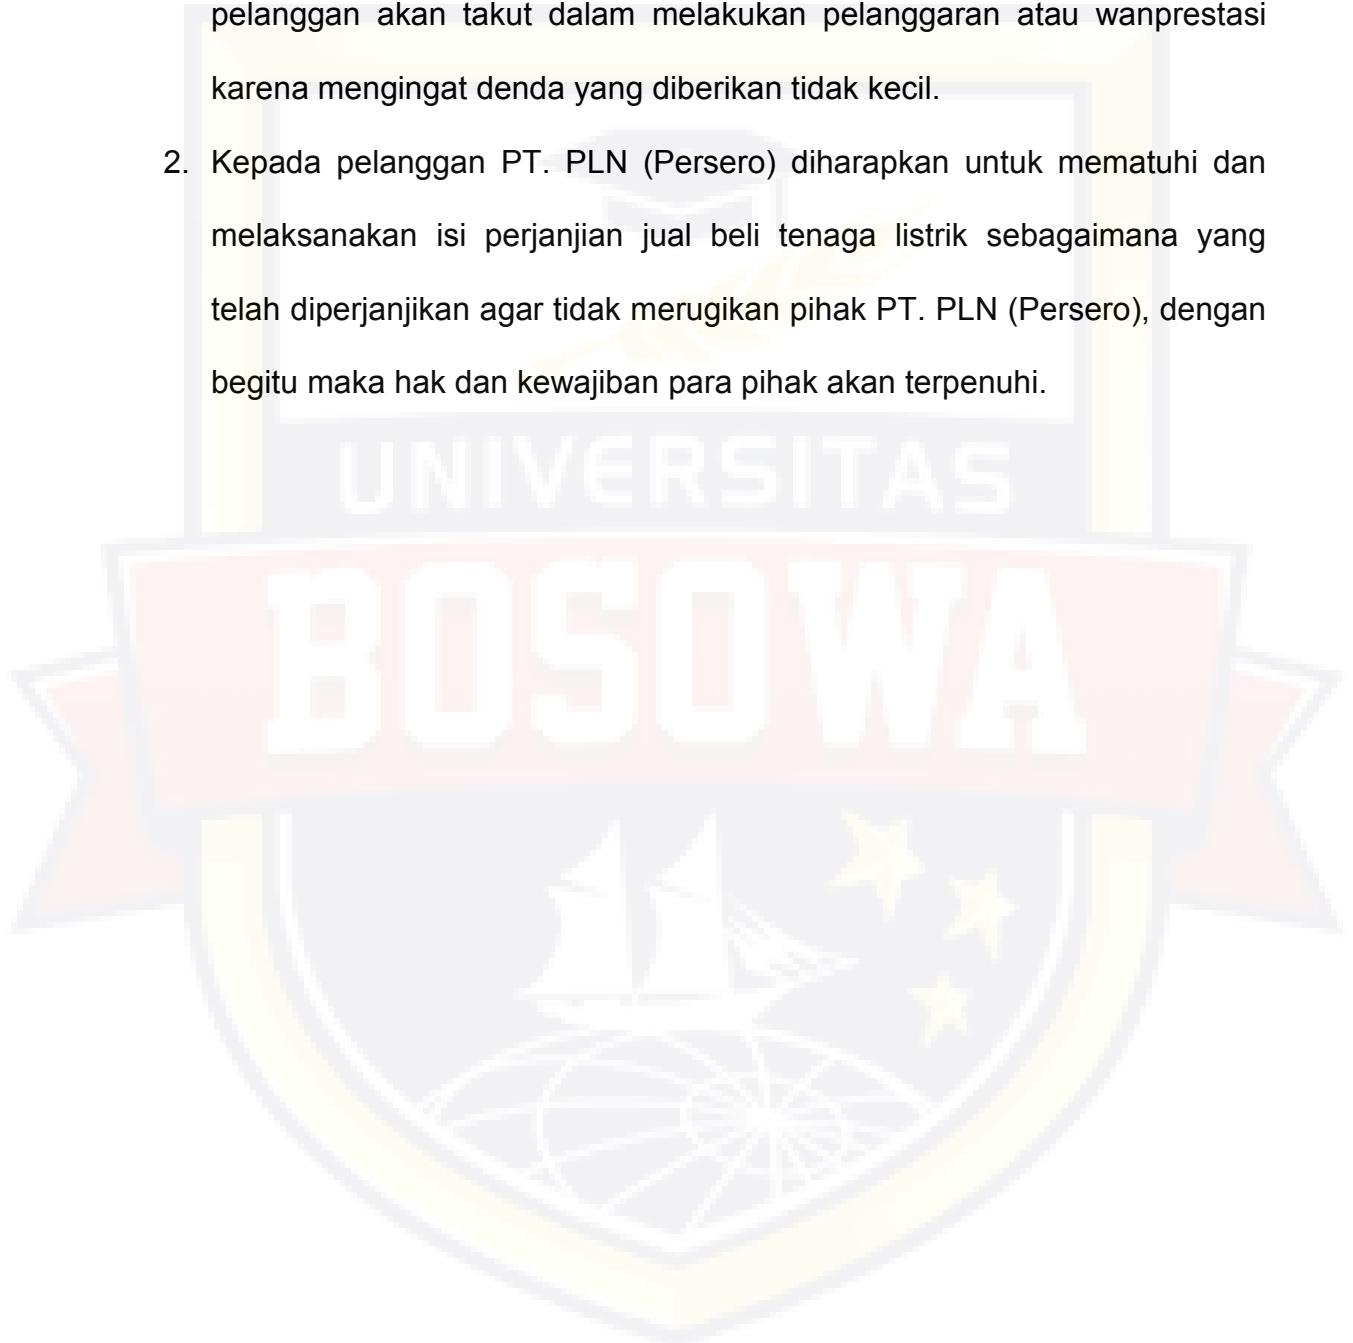 pelanggan akan takut dalam melakukan pelanggaran atau wanprestasi
karena mengingat denda yang diberikan tidak kecil.
2. Kepada pelanggan PT. PLN (Persero) diharapkan untuk mematuhi dan
melaksanakan isi perjanjian jual beli tenaga listrik sebagaimana yang
telah diperjanjikan agar tidak merugikan pihak PT. PLN (Persero), dengan
begitu maka hak dan kewajiban para pihak akan terpenuhi.
UNIVERSITAS
BOSOWA